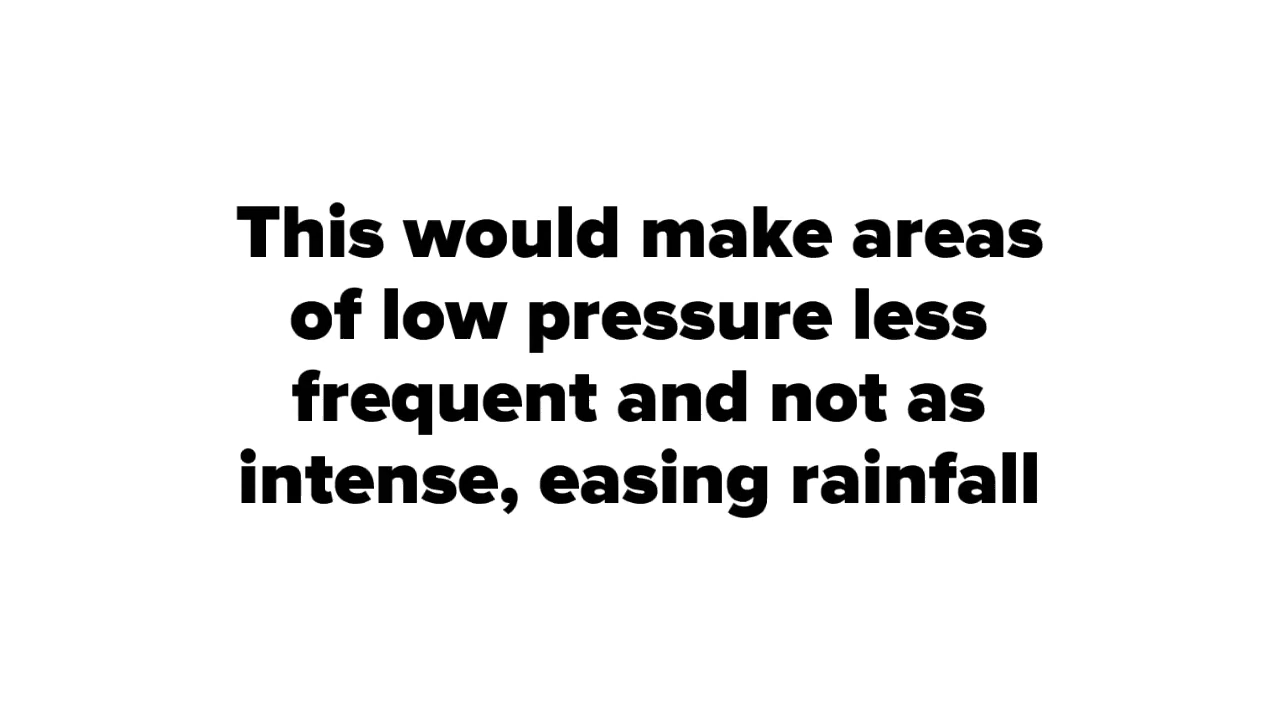 This would make areas
of low pressure less
frequent and not as
intense, easing rainfall